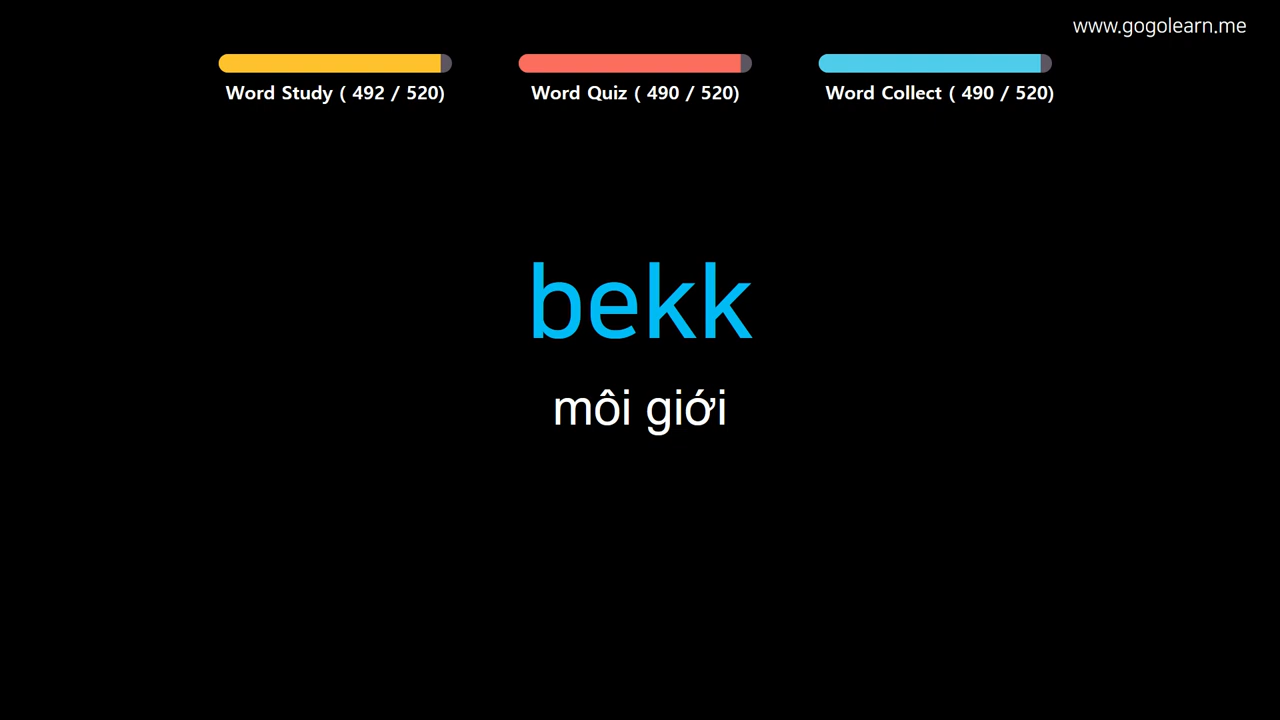 www.gogolearn.me
Word Study ( 492 / 520)
Word Quiz ( 490 / 520)
Word Collect ( 490 / 520)
bekk
môi giới